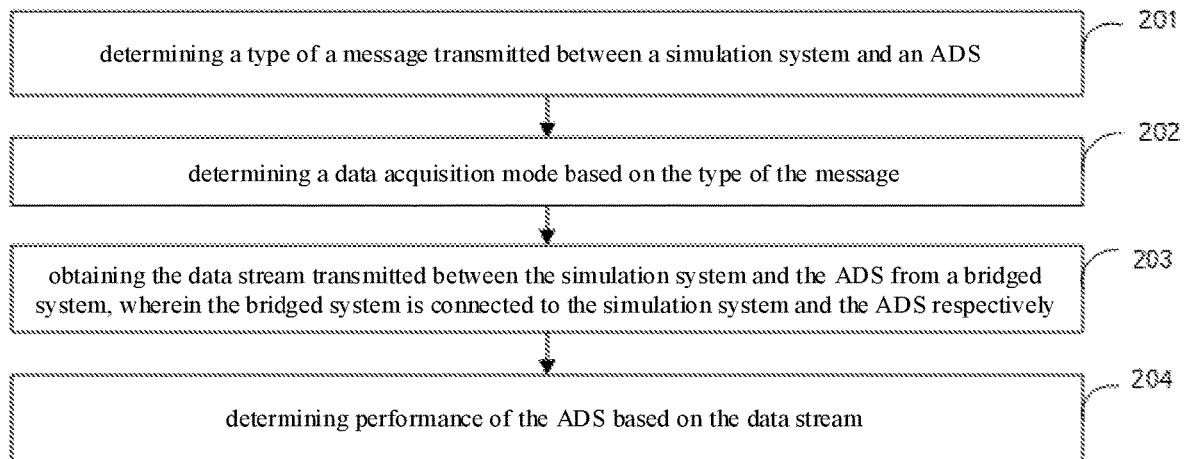 201
determining a type of a message transmitted between a simulation system and an ADS
202
determining a data acquisition mode based on the type of the message
203
obtaining the data stream transmitted between the simulation system and the ADS from a bridged
system, wherein the bridged system is connected to the simulation system and the ADS respectively
204
determining performance of the ADS based on the data stream